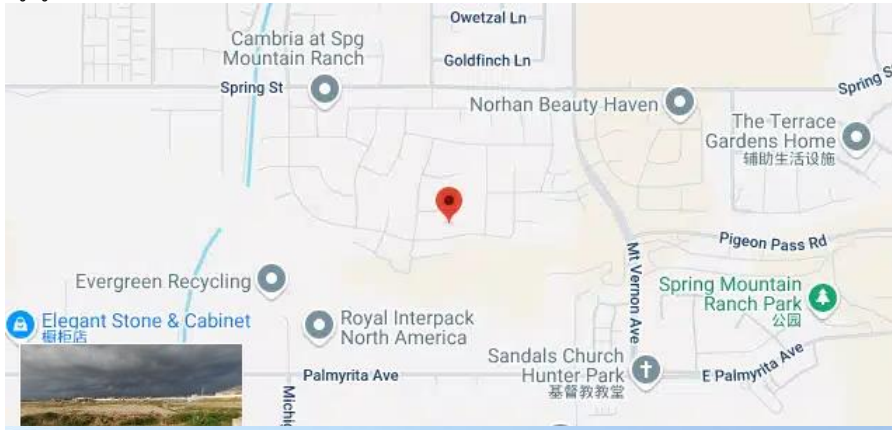 Owetzal Ln
Cambria at Spg
Mountain Ranch
Goldfinch Ln
Spring St
Norhan Beauty Haven
Spring S
The Terrace
Gardens Home
辅助生活设施
Pigeon Pass Rd
Mt Vernon Ave
Evergreen Recycling
Spring Mountain
Ranch Park
公园
Elegant Stone & Cabinet
橱柜店
Royal Interpack
North America
Sandals Church
Hunter Park
基督教教堂
Palmyrita Ave
E Palmyrita Ave
Michi